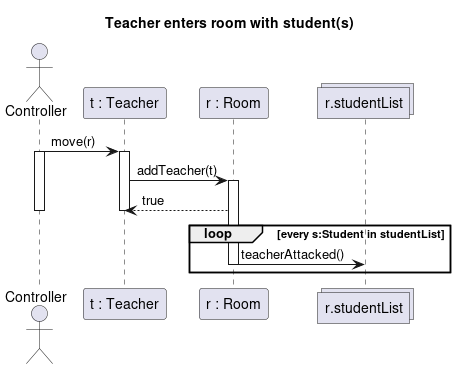 Teacher enters room with student(s)
Controller
t : Teacher
r : Room
r.studentList
move(r)
addTeacher(t)
true
loop
[every s:Student in studentList]
teacherAttacked()
Controller
t : Teacher
r : Room
r.studentList